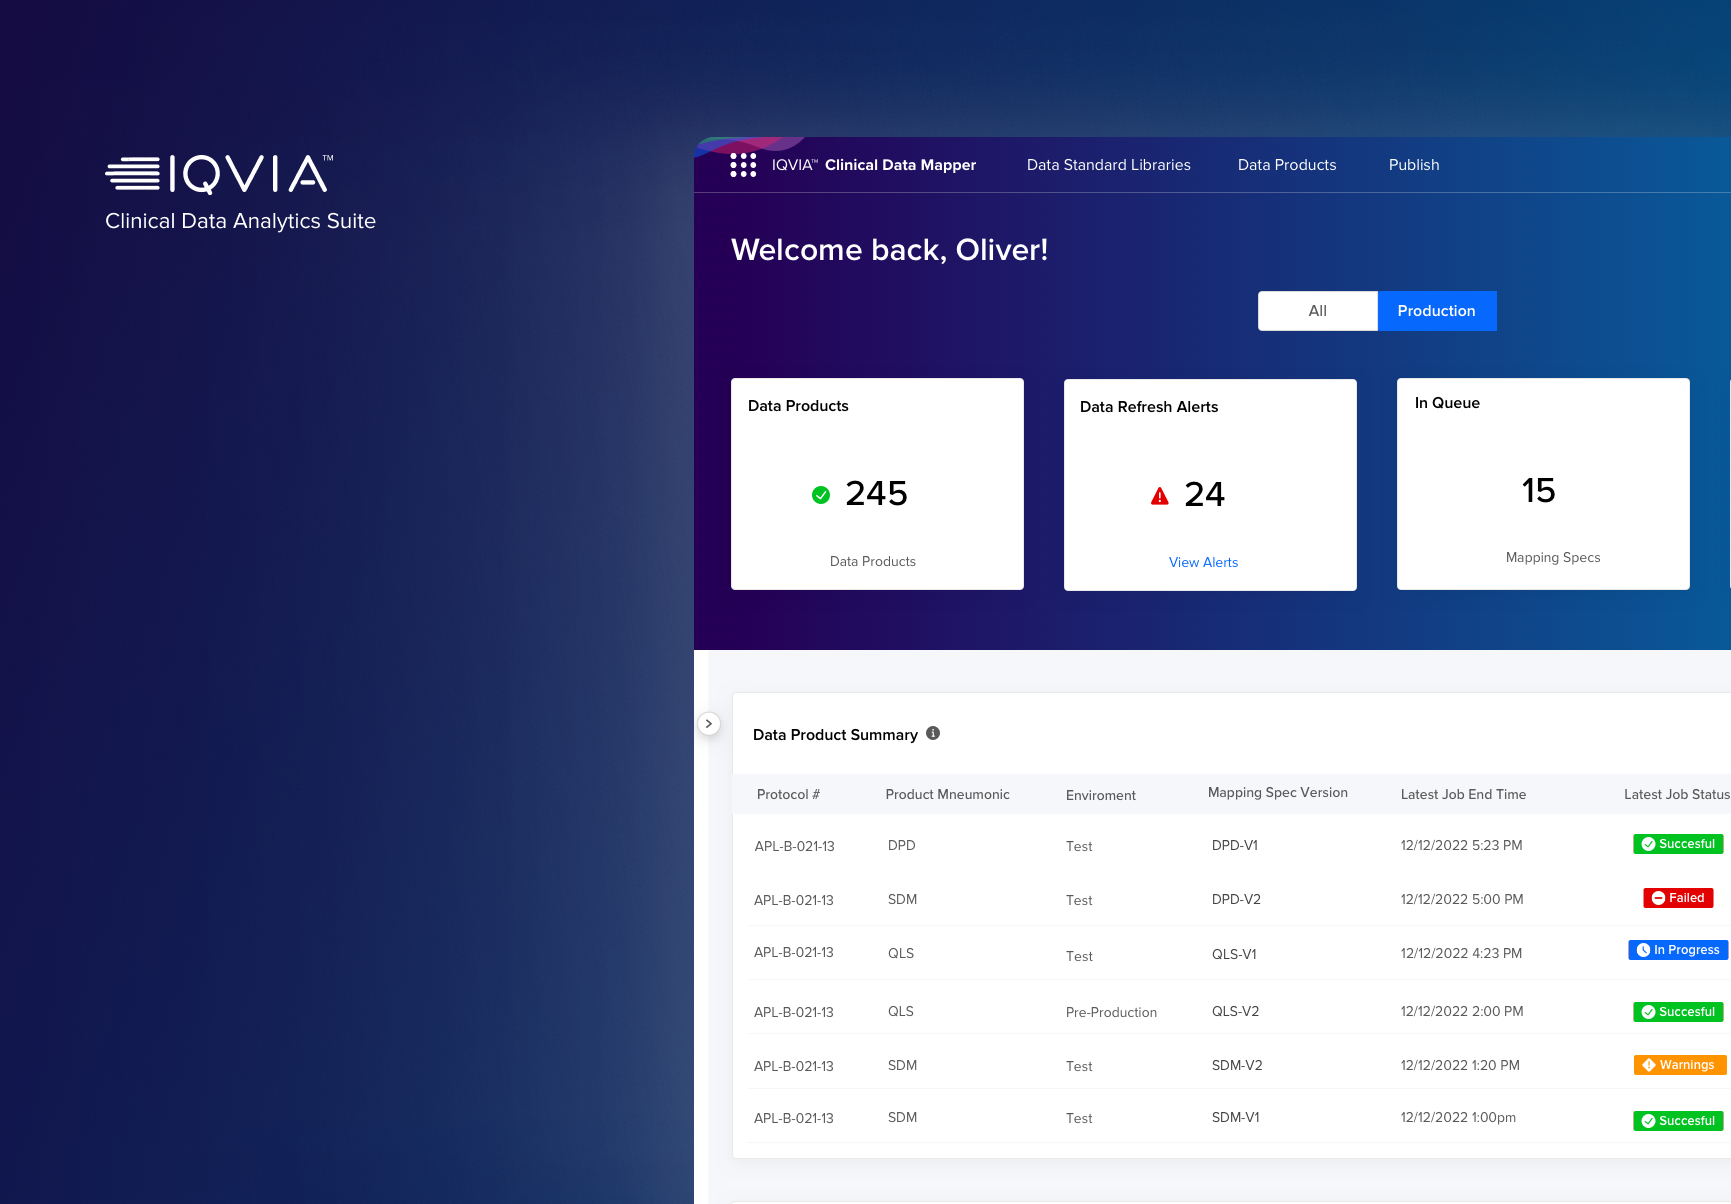 IQVIA™
Clinical Data Analytics Suite
IQVIA™ Clinical Data Mapper Data Standard Libraries Data Products Publish
Welcome back, Oliver!
All Production
Data Products
245
Data Products
Data Refresh Alerts
24
View Alerts
In Queue
15
Mapping Specs
Data Product Summary
Protocol # Product Mneumonic Enviroment Mapping Spec Version Latest Job End Time Latest Job Status
APL-B-021-13 DPD Test DPD-V1 12/12/2022 5:23 PM Succesful
APL-B-021-13 SDM Test DPD-V2 12/12/2022 5:00 PM Failed
APL-B-021-13 QLS Test QLS-V1 12/12/2022 4:23 PM In Progress
APL-B-021-13 QLS Pre-Production QLS-V2 12/12/2022 2:00 PM Succesful
APL-B-021-13 SDM Test SDM-V2 12/12/2022 1:20 PM Warnings
APL-B-021-13 SDM Test SDM-V1 12/12/2022 1:00pm Succesful